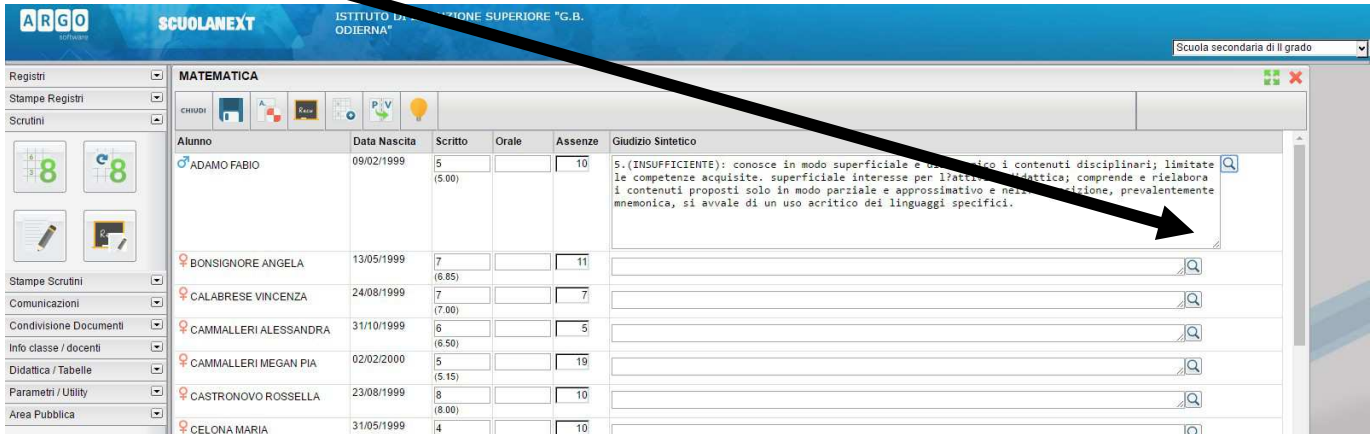 ARGO
software
SCUOLANEXT
ISTITUTO DI SUPERIORE "G.B.
ODIERNA"
Scuola secondaria di II grado
Registri
Stampe Registri
Scrutini
Stampe Scrutini
Comunicazioni
Condivisione Documenti
Info classe / docenti
Didattica / Tabelle
Parametri / Utility
Area Pubblica
MATEMATICA
CHIUDI
P V
Alunno Data Nascita Scritto Orale Assenze Giudizio Sintetico
ADAMO FABIO 09/02/1999 5 10
(5.00)
5.(INSUFFICIENTE): conosce in modo superficiale e i contenuti disciplinari; limitate
le competenze acquisite. superficiale interesse per comprende e rielabora
i contenuti proposti solo in modo parziale e approssimativo e prevalentemente
mnemonica, si avvale di un uso acritico dei linguaggi specifici.
BONSIGNORE ANGELA 13/05/1999 7 11
(6.85)
CALABRESE VINCENZA 24/08/1999 7 7
(7.00)
CAMMALLERI ALESSANDRA 31/10/1999 6 5
(6.50)
CAMMALLERI MEGAN PIA 02/02/2000 5 19
(5.15)
CASTRONOVO ROSSELLA 23/08/1999 8 10
(8.00)
CELONA MARIA 31/05/1999 4 10